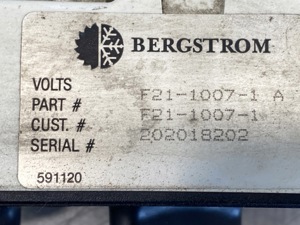 BERGSTROM
VOLTS
PART # F21-1007-1 A
CUST. # F21-1007-1
SERIAL # 202018202
591120